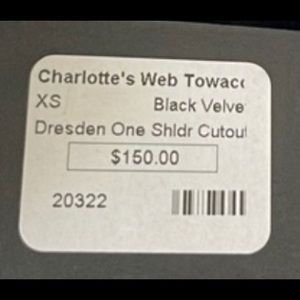 Charlotte's Web Towacc
XS Black Velve
Dresden One Shldr Cutout
$150.00
20322